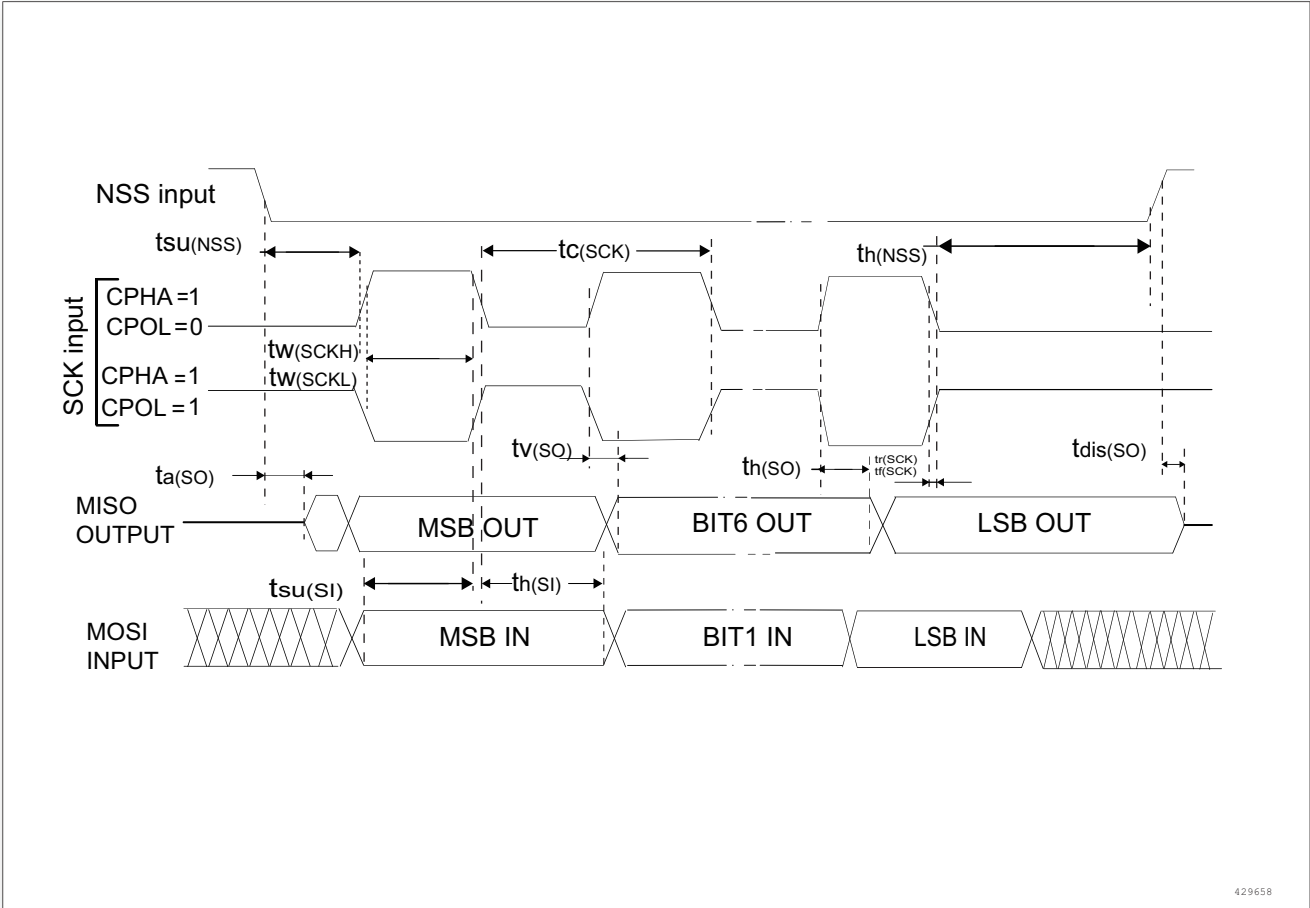 NSS input
tsu(NSS)
tc(SCK)
th(NSS)
SCK input
CPHA =1
CPOL=0
tw(SCKH)
CPHA =1
tw(SCKL)
CPOL = 1
ta(SO)
tv(SO)
th(SO)
tr(SCK)
tf(SCK)
tdis(SO)
MISO
OUTPUT
MSB OUT
BIT6 OUT
LSB OUT
tsu(SI)
th(SI)
MOSI
INPUT
MSB IN
BIT1 IN
LSB IN
429658